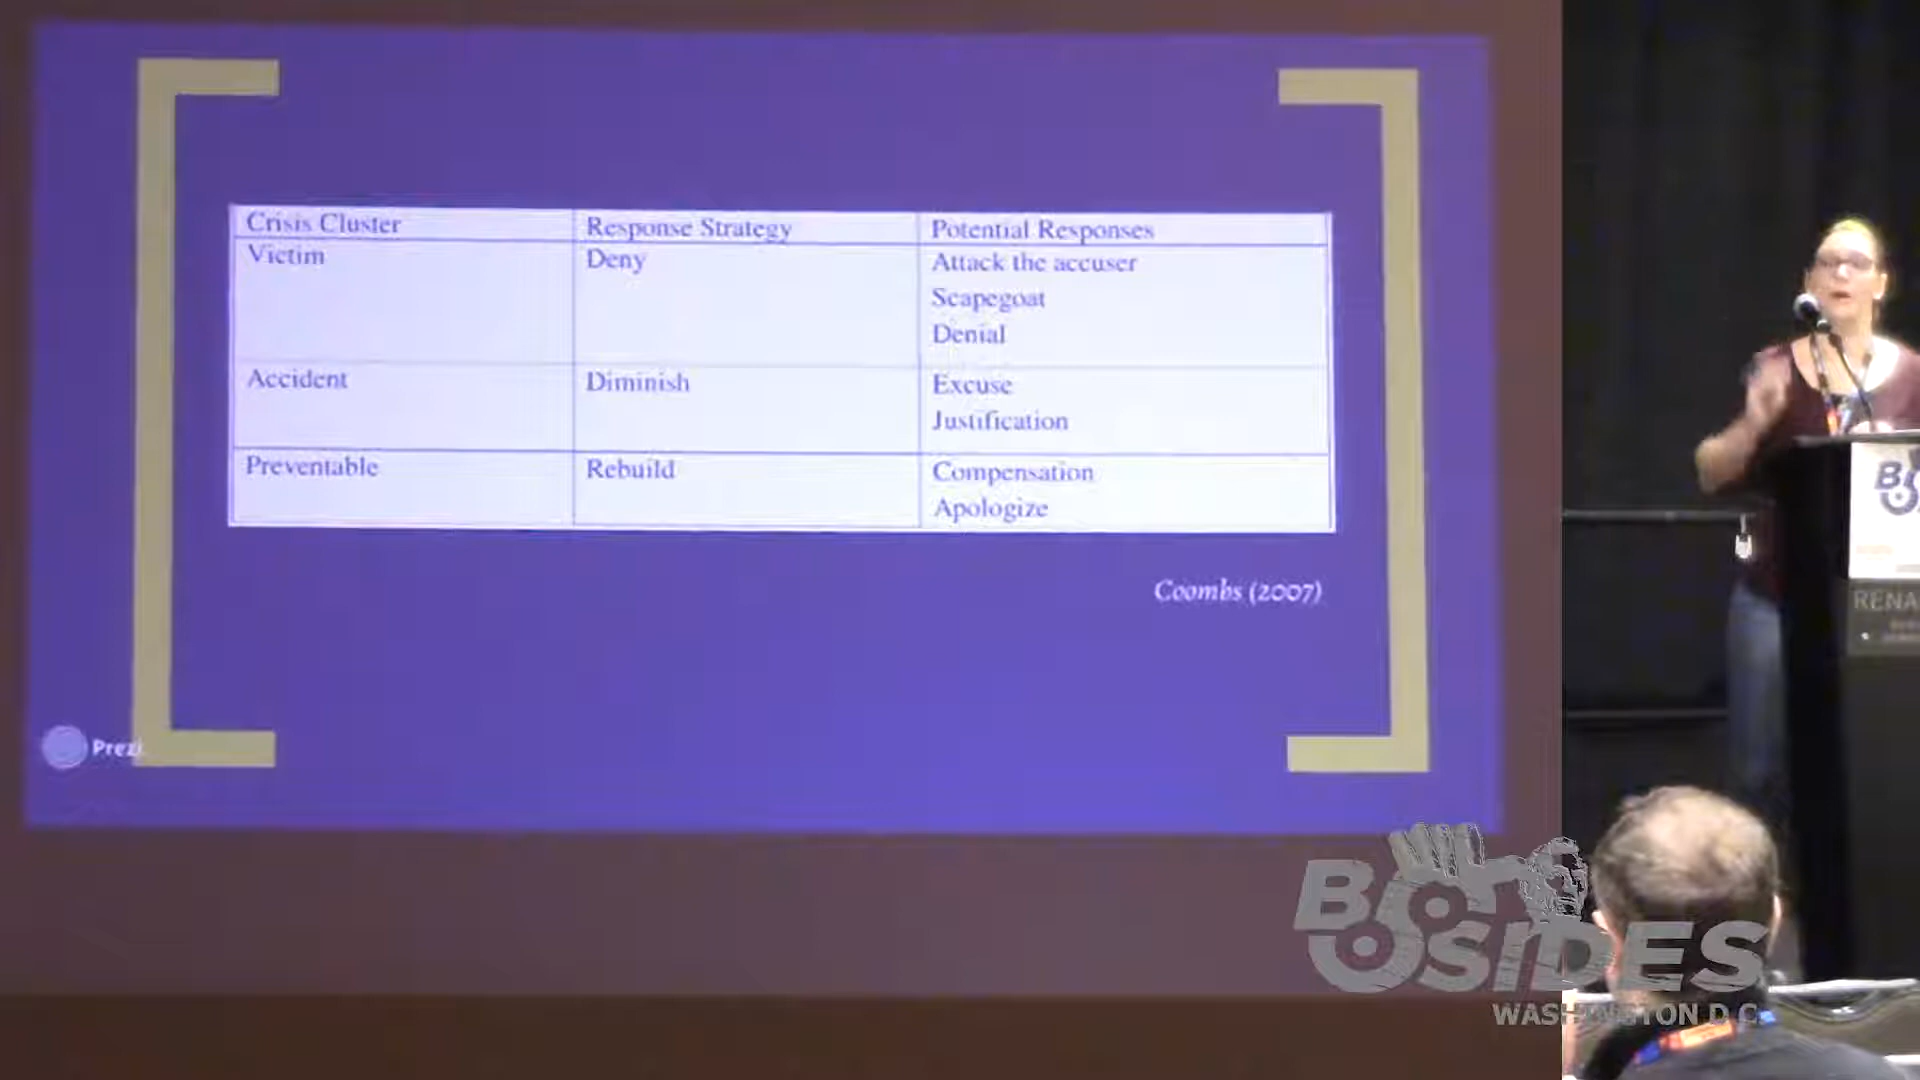 Crisis Cluster Response Strategy Potential Responses
Victim Deny Attack the accuser
Scapegoat
Denial
Accident Diminish Excuse
Justification
Preventable Rebuild Compensation
Apologize
Coombs (2007)
Prezi
RENA
BSIDES
WASHINGTON D.C.